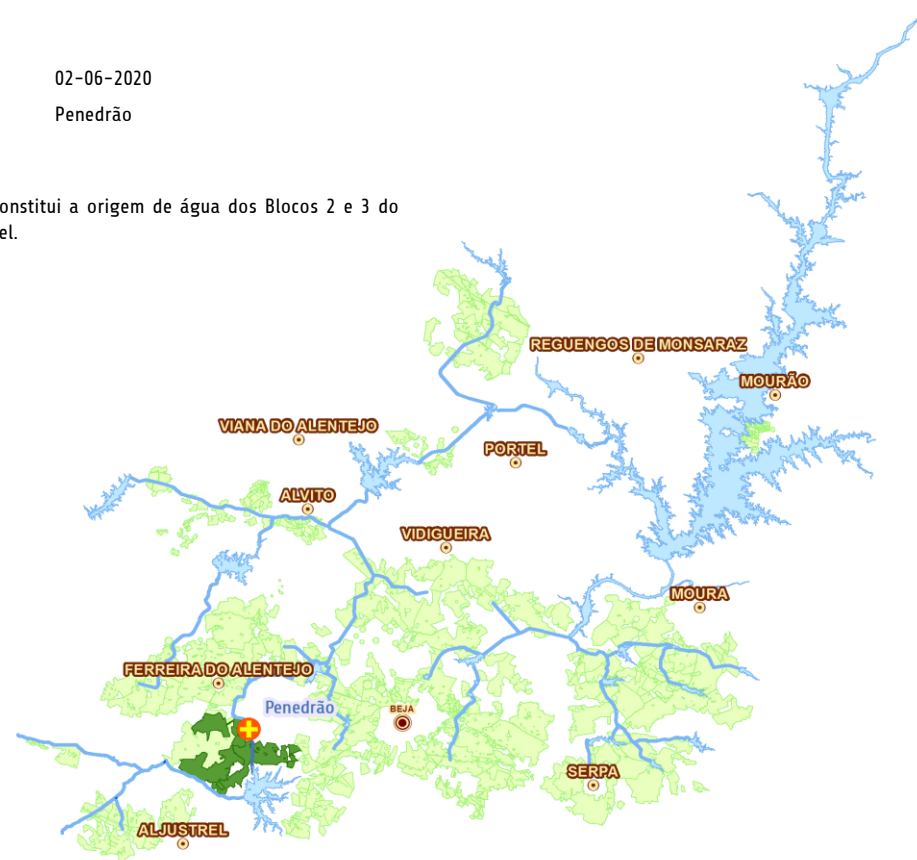 02-06-2020
Penedrão
onstitui a origem de água dos Blocos 2 e 3 do
el.
REGUENGOS DE MONSARAZ
MOURÃO
VIANA DO ALENTEJO
PORTEL
ALVITO
VIDIGUEIRA
MOURA
FERREIRA DO ALENTEJO
Penedrão
BEJA
SERPA
ALJUSTREL